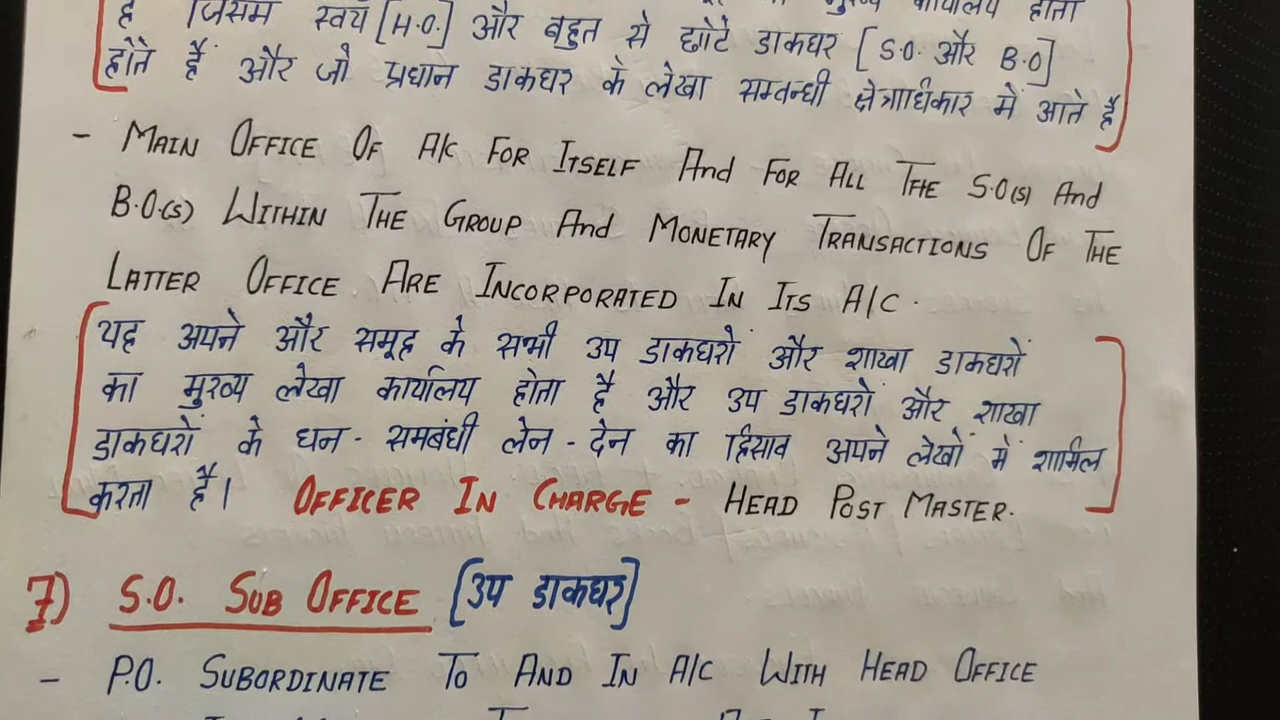 है जिसमें स्वयं [H.O.] और बहुत से छोटे डाकघर [S.O. और B.O]
होते हैं और जो प्रधान डाकघर के लेखा सम्वन्धी क्षेत्राधिकार में आते हैं
- MAIN OFFICE OF A/C FOR ITSELF And FOR ALL THE S.O(S) And
B.O.(S) WITHIN THE GROUP And MONETARY TRANSACTIONS OF THE
LATTER OFFICE ARE INCORPORATED IN ITS A/C.
[यह अपने और समूह के सभी उप डाकघरों और शाखा डाकघरों
का मुख्य लेखा कार्यालय होता है और उप डाकघरों और शाखा
डाकघरों के धन - समबंधी लेन - देन का हिसाव अपने लेखों में शामिल
करता है।] OFFICER IN CHARGE - HEAD POST MASTER.
7) S.O. SUB OFFICE [उप डाकघर]
- P.O. SUBORDINATE TO AND IN A/C WITH HEAD OFFICE